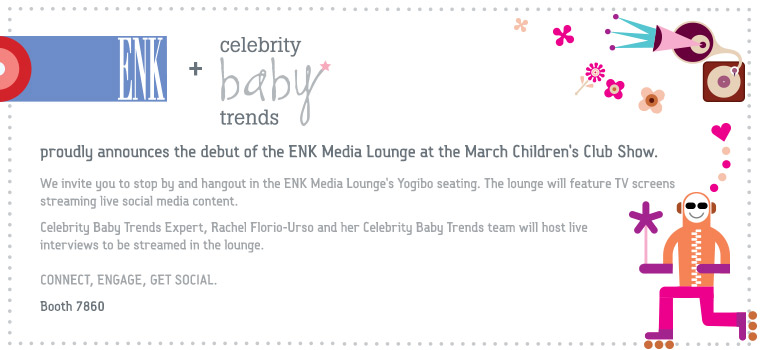 ENK
+
celebrity
baby
trends
proudly announces the debut of the ENK Media Lounge at the March Children's Club Show.
We invite you to stop by and hangout in the ENK Media Lounge's Yogibo seating. The lounge will feature TV screens
streaming live social media content.
Celebrity Baby Trends Expert, Rachel Florio-Urso and her Celebrity Baby Trends team will host live
interviews to be streamed in the lounge.
CONNECT, ENGAGE, GET SOCIAL.
Booth 7860